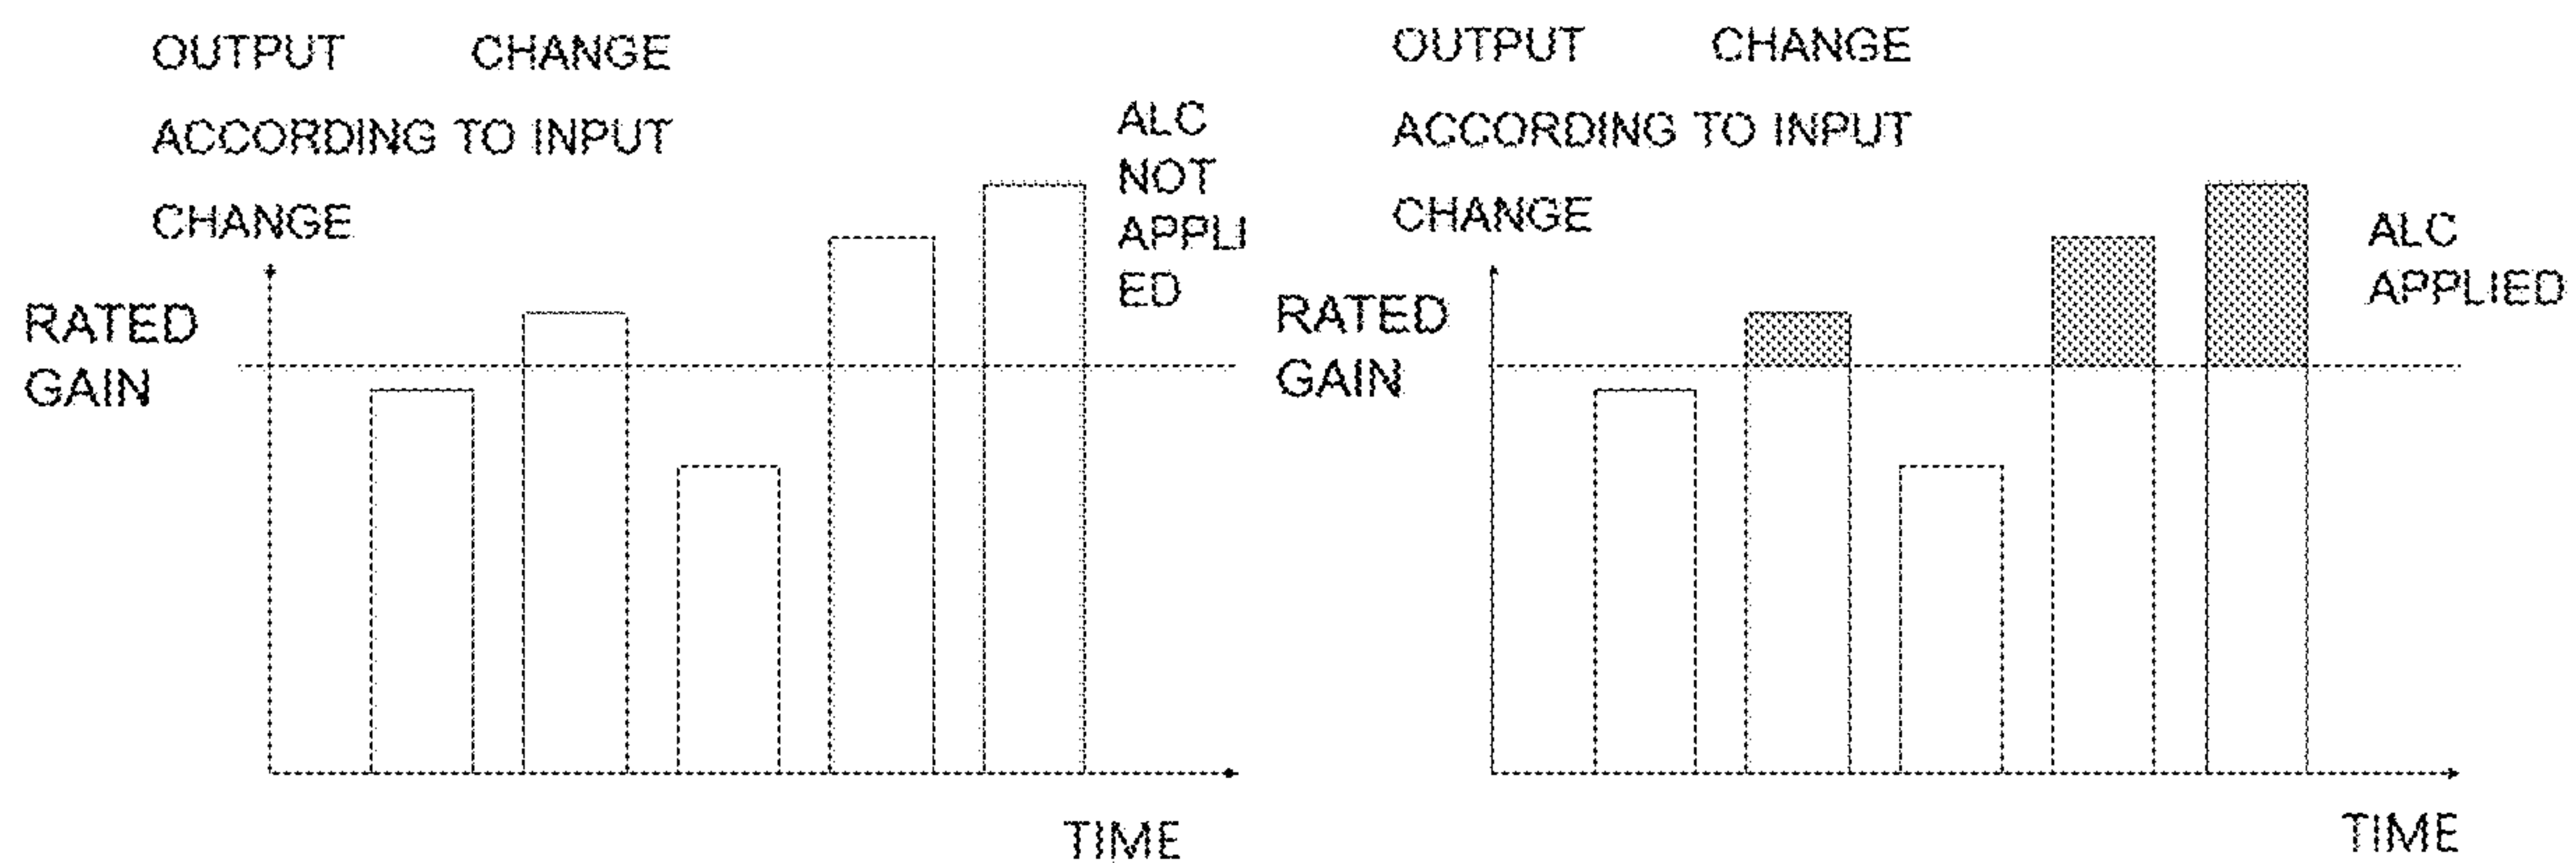 OUTPUT CHANGE
ACCORDING TO INPUT
CHANGE
RATED
GAIN
ALC
NOT
APPLI
ED
TIME
OUTPUT CHANGE
ACCORDING TO INPUT
CHANGE
RATED
GAIN
ALC
APPLIED
TIME